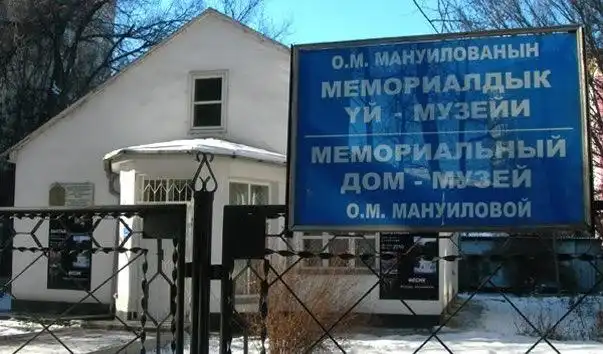 О.М. МАНУИЛОВАНЫН
МЕМОРИАЛДЫК
ҮЙ - МУЗЕЙИ
МЕМОРИАЛЬНЫЙ
ДОМ - МУЗЕЙ
О.М. МАНУИЛОВОЙ